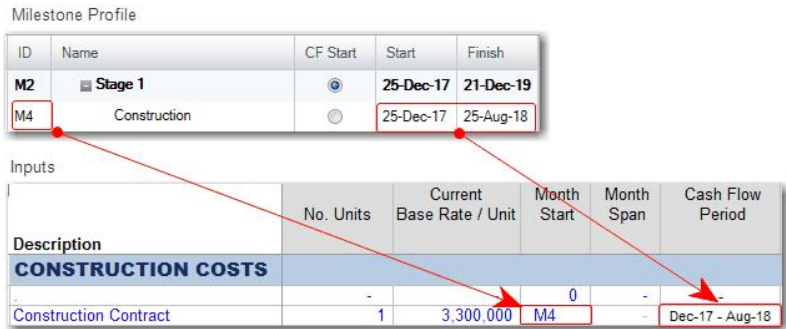 Milestone Profile
ID Name CF Start Start Finish
M2 Stage 1 25-Dec-17 21-Dec-19
M4 Construction 25-Dec-17 25-Aug-18
Inputs
Description No. Units Current Base Rate / Unit Month Start Month Span Cash Flow Period
CONSTRUCTION COSTS
. - 0 - -
Construction Contract 1 3,300,000 M4 - Dec-17 - Aug-18